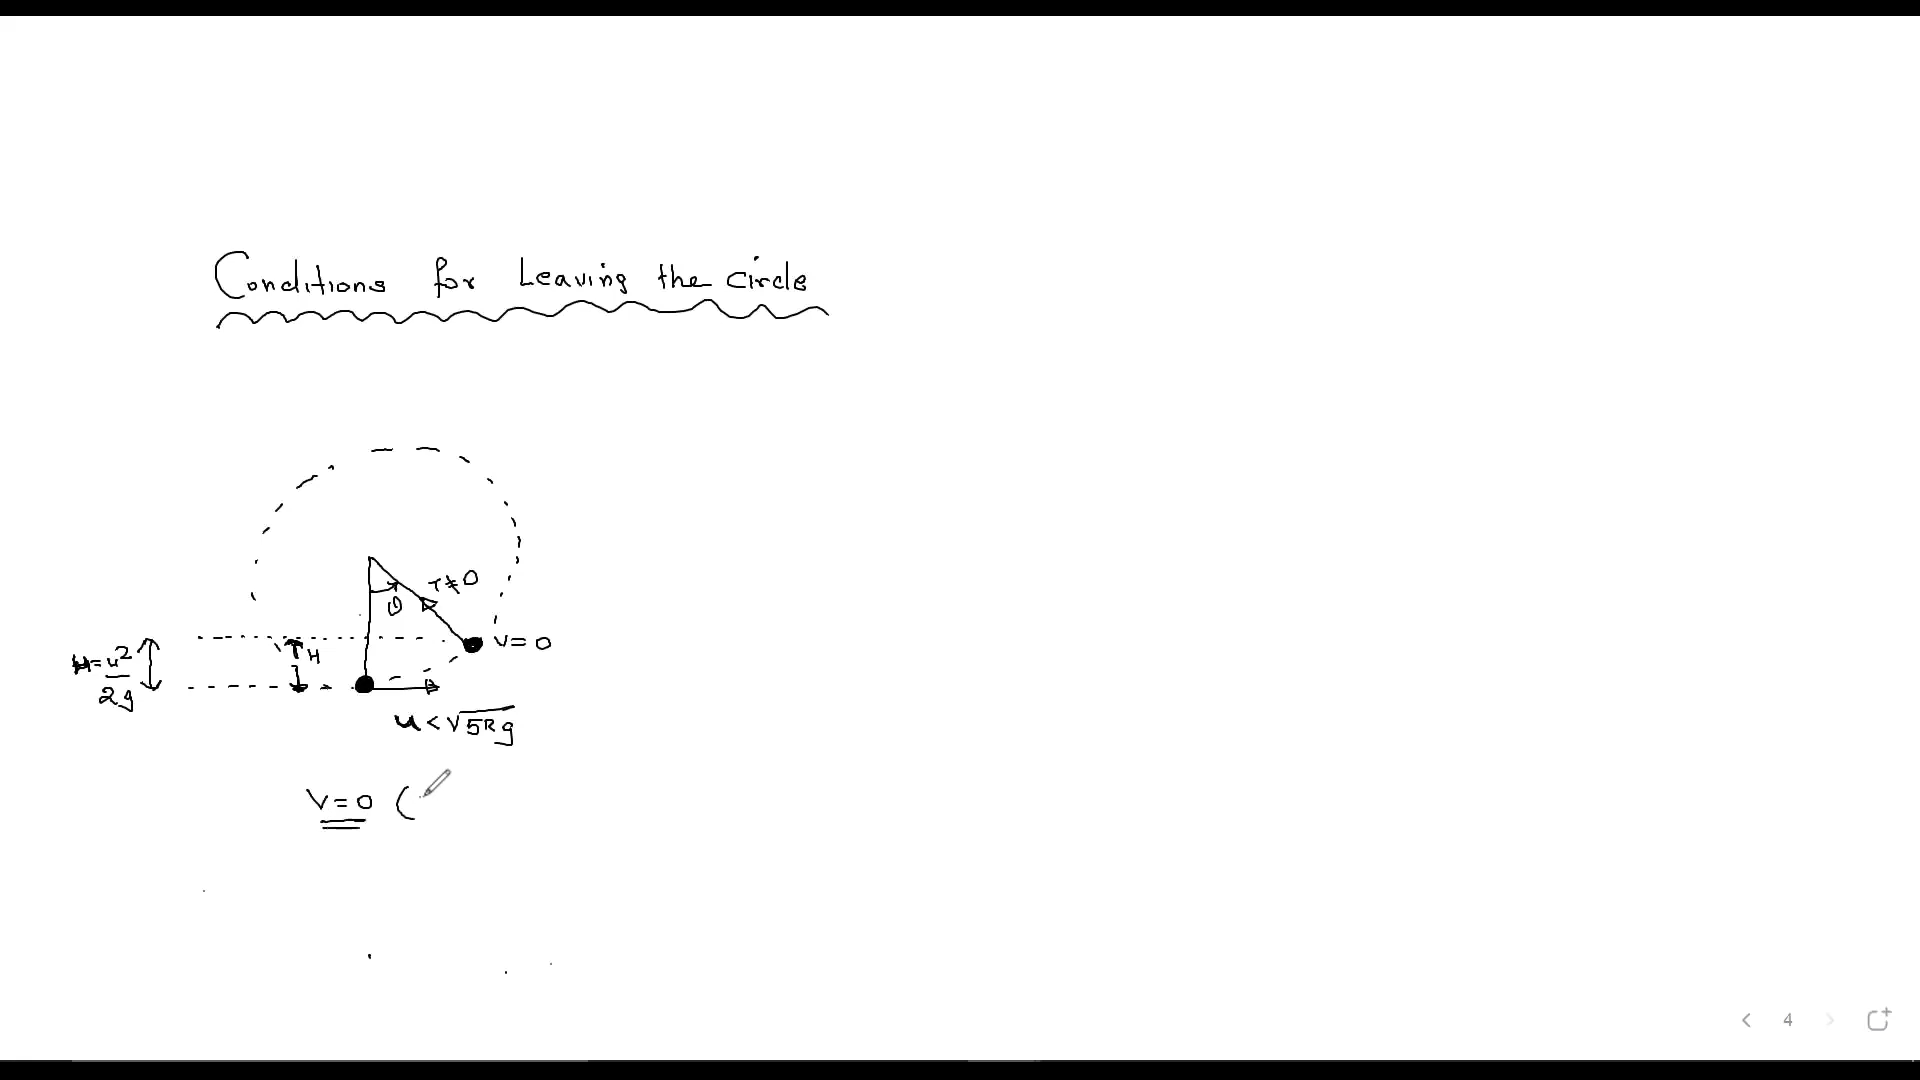 Conditions for Leaving the circle
T≠0
θ
v=0
H
H=u²/2g
u<√5Rg
v=0 (
4